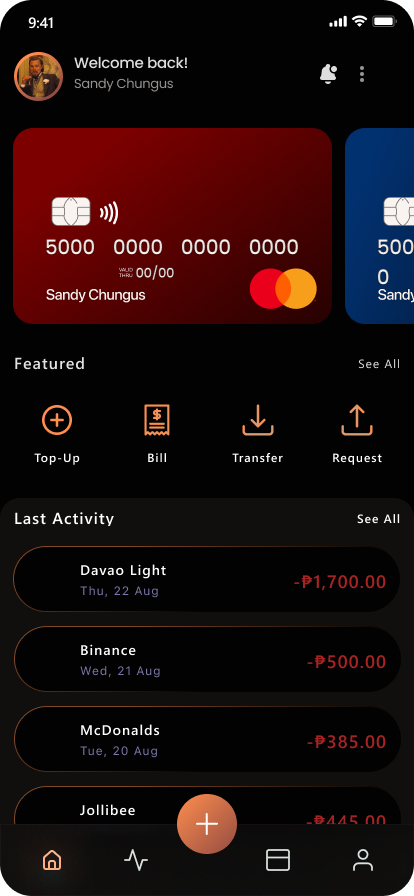 9:41
Welcome back!
Sandy Chungus
5000 0000 0000 0000
VALID
THRU 00/00
Sandy Chungus
500
0
Sandy
Featured
See All
Top-Up
Bill
Transfer
Request
Last Activity
See All
Davao Light
Thu, 22 Aug
-₱1,700.00
Binance
Wed, 21 Aug
-₱500.00
McDonalds
Tue, 20 Aug
-₱385.00
Jollibee
-₱445.00